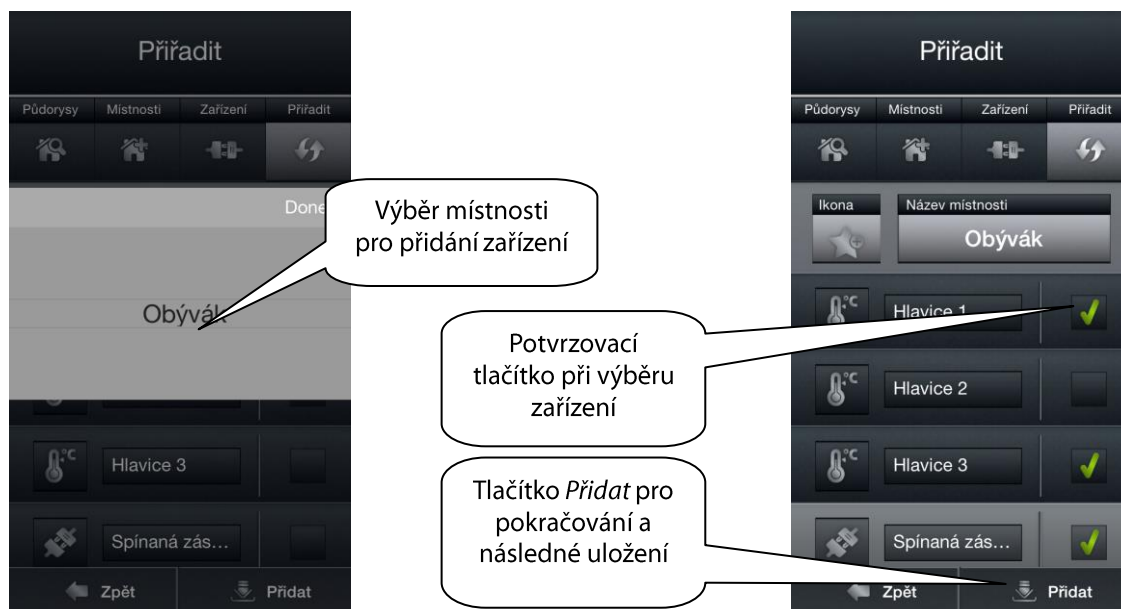 Přiřadit
Půdorysy Místnosti Zařízení Přiřadit
Done
Obývák
°C Hlavice 3
Spínaná zás...
Zpět Přidat
Výběr místnosti
pro přidání zařízení
Potvrzovací
tlačítko při výběru
zařízení
Tlačítko Přidat pro
pokračování a
následné uložení
Přiřadit
Půdorysy Místnosti Zařízení Přiřadit
Ikona Název místnosti
Obývák
°C Hlavice 1
°C Hlavice 2
°C Hlavice 3
Spínaná zás...
Zpět Přidat